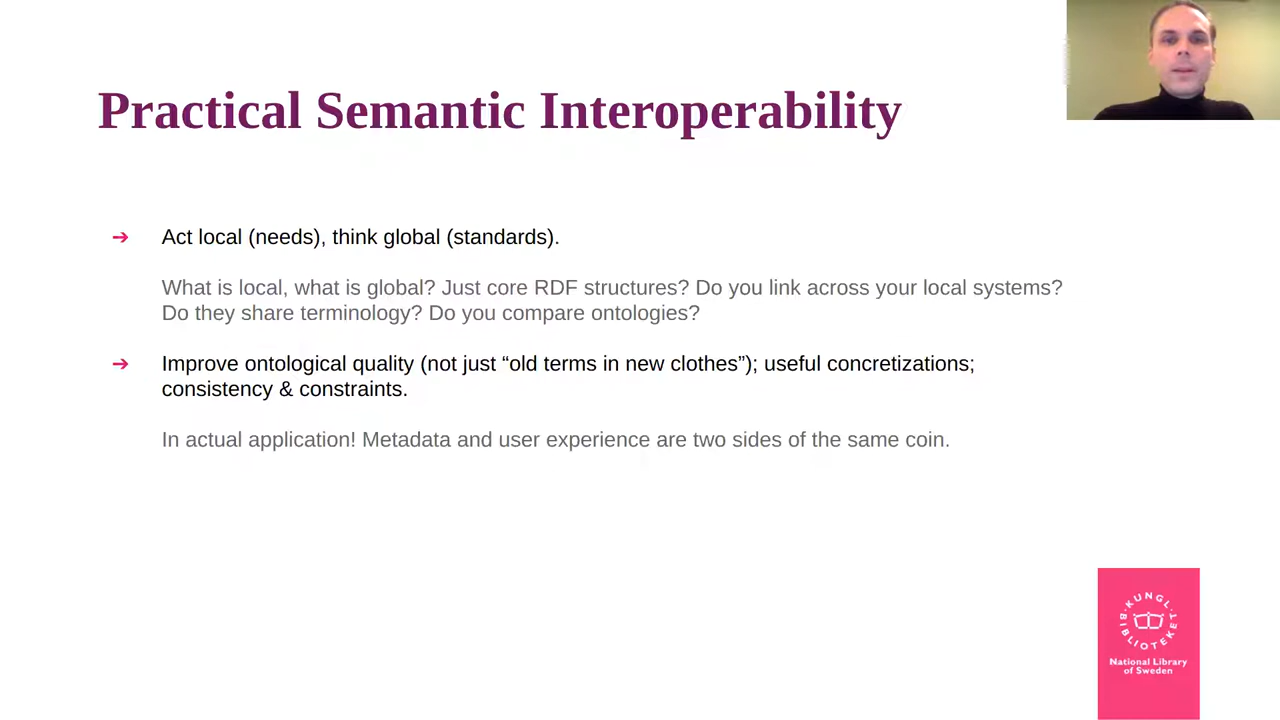 Practical Semantic Interoperability
➔ Act local (needs), think global (standards).
What is local, what is global? Just core RDF structures? Do you link across your local systems?
Do they share terminology? Do you compare ontologies?
➔ Improve ontological quality (not just “old terms in new clothes”); useful concretizations;
consistency & constraints.
In actual application! Metadata and user experience are two sides of the same coin.
KUNGL.
BIBLIOTEKET
National Library
of Sweden